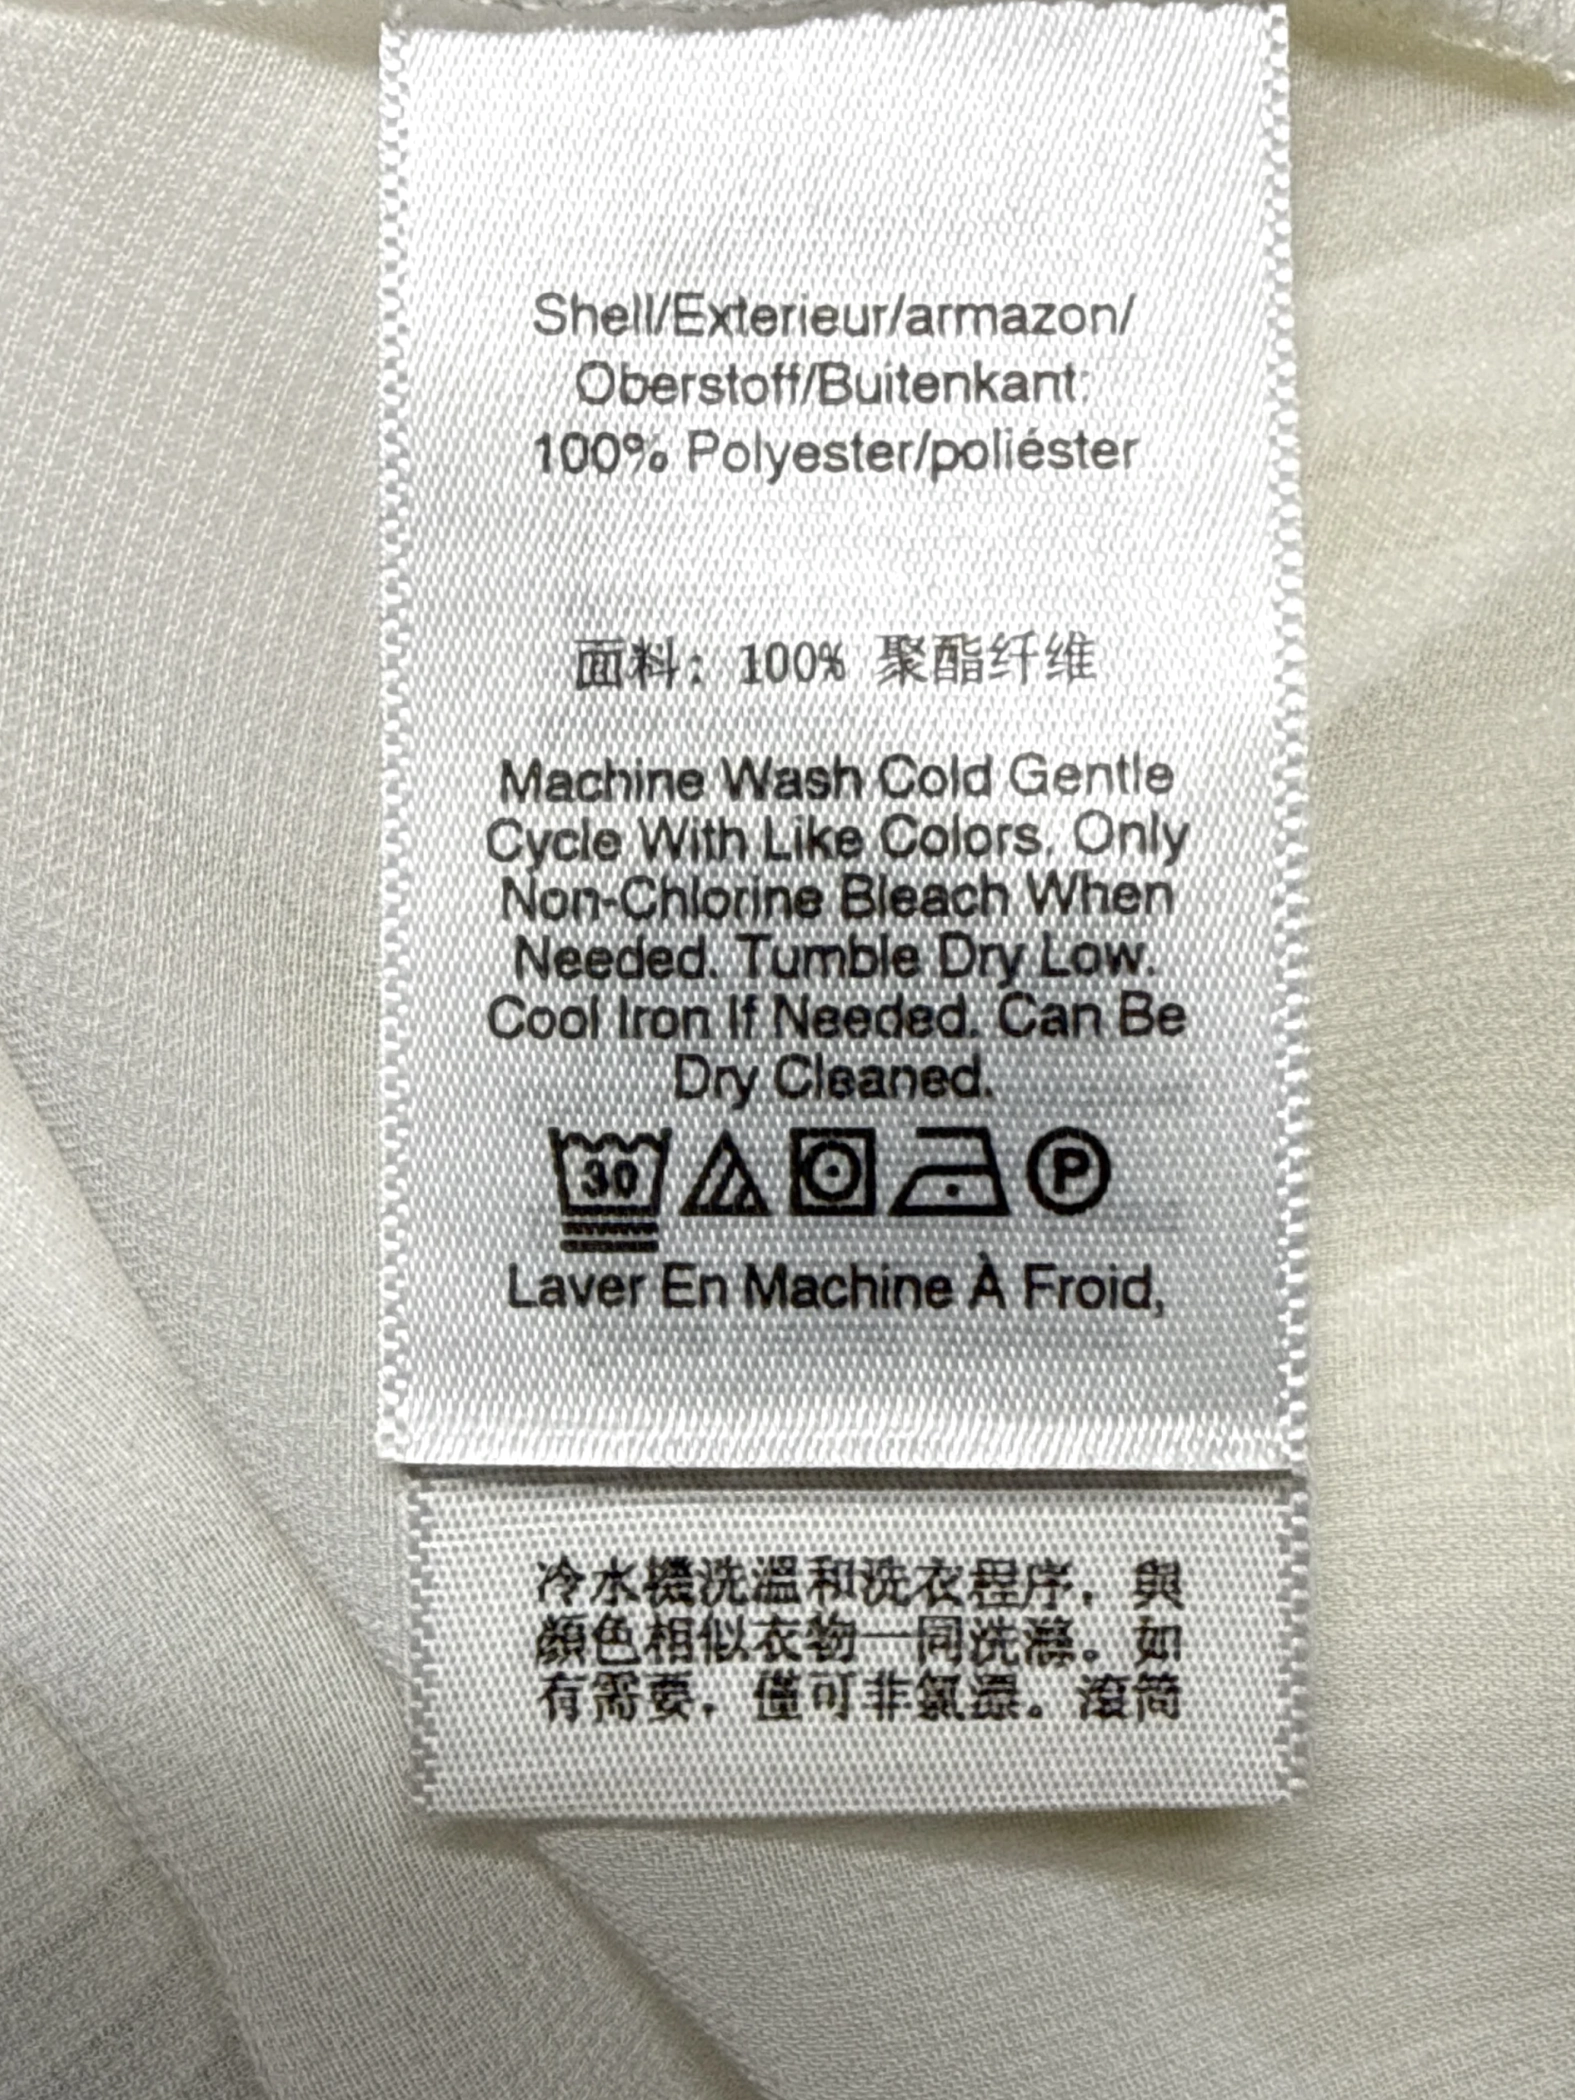 Shell/Exterieur/armazon/
Oberstoff/Buitenkant:
100% Polyester/poliéster
面料: 100% 聚酯纤维
Machine Wash Cold Gentle
Cycle With Like Colors. Only
Non-Chlorine Bleach When
Needed. Tumble Dry Low.
Cool Iron If Needed. Can Be
Dry Cleaned.
30 P
Laver En Machine À Froid,
冷水機洗溫和洗衣程序, 與
顏色相似衣物一同洗滌。如
有需要, 僅可非氯漂。滾筒